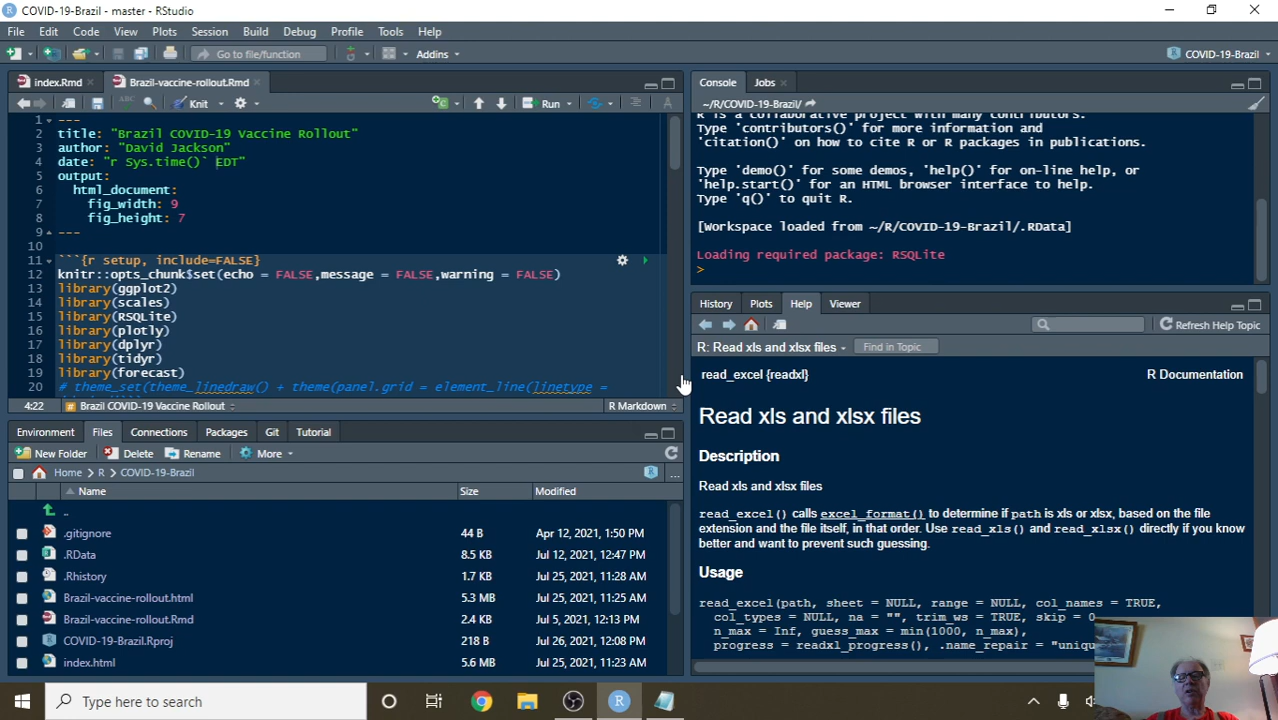 COVID-19-Brazil - master - RStudio
File Edit Code View Plots Session Build Debug Profile Tools Help
Go to file/function Addins COVID-19-Brazil
index.Rmd Brazil-vaccine-rollout.Rmd
Knit Run
1 ---
2 title: "Brazil COVID-19 Vaccine Rollout"
3 author: "David Jackson"
4 date: "r Sys.time()` EDT"
5 output:
6 html_document:
7 fig_width: 9
8 fig_height: 7
9 ---
10
11 ```{r setup, include=FALSE}
12 knitr::opts_chunk$set(echo = FALSE,message = FALSE,warning = FALSE)
13 library(ggplot2)
14 library(scales)
15 library(RSQLite)
16 library(plotly)
17 library(dplyr)
18 library(tidyr)
19 library(forecast)
20 # theme_set(theme_linedraw() + theme(panel.grid = element_line(linetype =
4:22 Brazil COVID-19 Vaccine Rollout R Markdown
Environment Files Connections Packages Git Tutorial
New Folder Delete Rename More
Home R COVID-19-Brazil ...
Name Size Modified
..
.gitignore 44 B Apr 12, 2021, 1:50 PM
.RData 8.5 KB Jul 12, 2021, 12:47 PM
.Rhistory 1.7 KB Jul 25, 2021, 11:28 AM
Brazil-vaccine-rollout.html 5.3 MB Jul 25, 2021, 11:25 AM
Brazil-vaccine-rollout.Rmd 2.4 KB Jul 5, 2021, 12:13 PM
COVID-19-Brazil.Rproj 218 B Jul 26, 2021, 12:08 PM
index.html 5.6 MB Jul 25, 2021, 11:23 AM
Console Jobs
~/R/COVID-19-Brazil/
R is a collaborative project with many contributors.
Type 'contributors()' for more information and
'citation()' on how to cite R or R packages in publications.
Type 'demo()' for some demos, 'help()' for on-line help, or
'help.start()' for an HTML browser interface to help.
Type 'q()' to quit R.
[Workspace loaded from ~/R/COVID-19-Brazil/.RData]
Loading required package: RSQLite
>
History Plots Help Viewer
Refresh Help Topic
R: Read xls and xlsx files Find in Topic
read_excel {readxl} R Documentation
Read xls and xlsx files
Description
Read xls and xlsx files
read_excel() calls excel_format() to determine if path is xls or xlsx, based on the file
extension and the file itself, in that order. Use read_xls() and read_xlsx() directly if you know
better and want to prevent such guessing.
Usage
read_excel(path, sheet = NULL, range = NULL, col_names = TRUE,
col_types = NULL, na = "", trim_ws = TRUE, skip = 0
n_max = Inf, guess_max = min(1000, n_max),
progress = readxl_progress(), .name_repair =
Type here to search